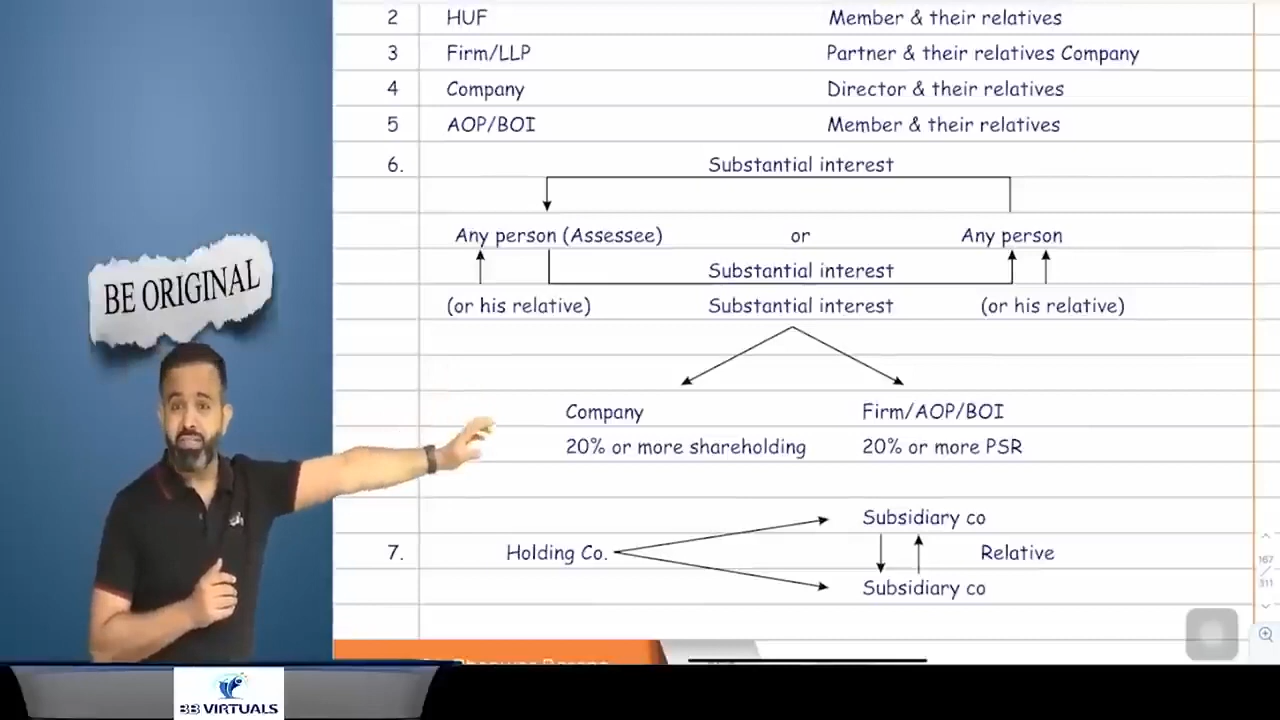 2 HUF Member & their relatives
3 Firm/LLP Partner & their relatives Company
4 Company Director & their relatives
5 AOP/BOI Member & their relatives
6. Substantial interest
Any person (Assessee) or Any person
Substantial interest
(or his relative) Substantial interest (or his relative)
Company Firm/AOP/BOI
20% or more shareholding 20% or more PSR
Subsidiary co
7. Holding Co. Relative
Subsidiary co
BE ORIGINAL
167
311
BB VIRTUALS